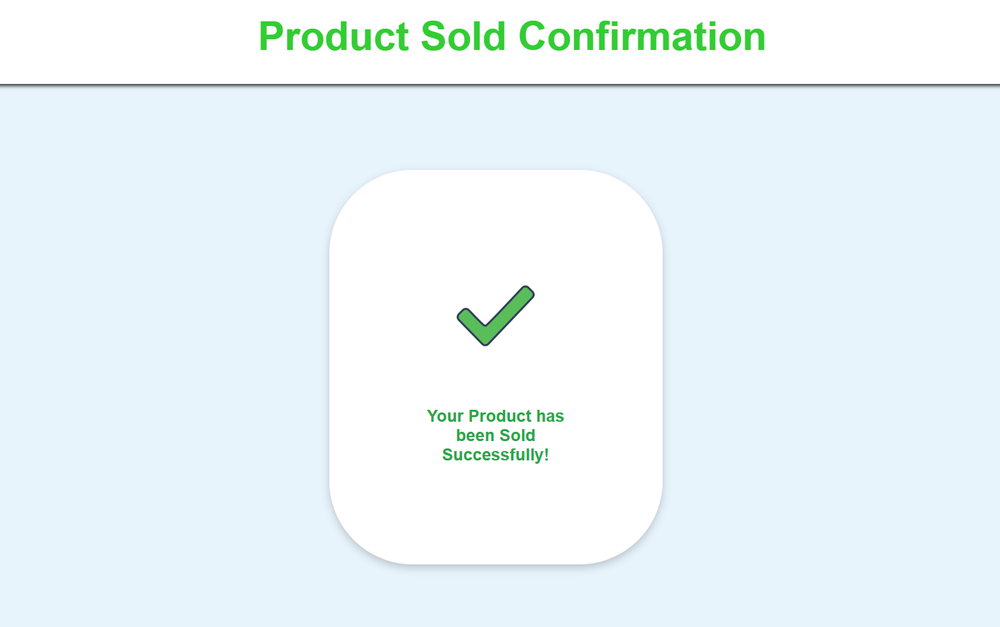 Product Sold Confirmation
Your Product has
been Sold
Successfully!